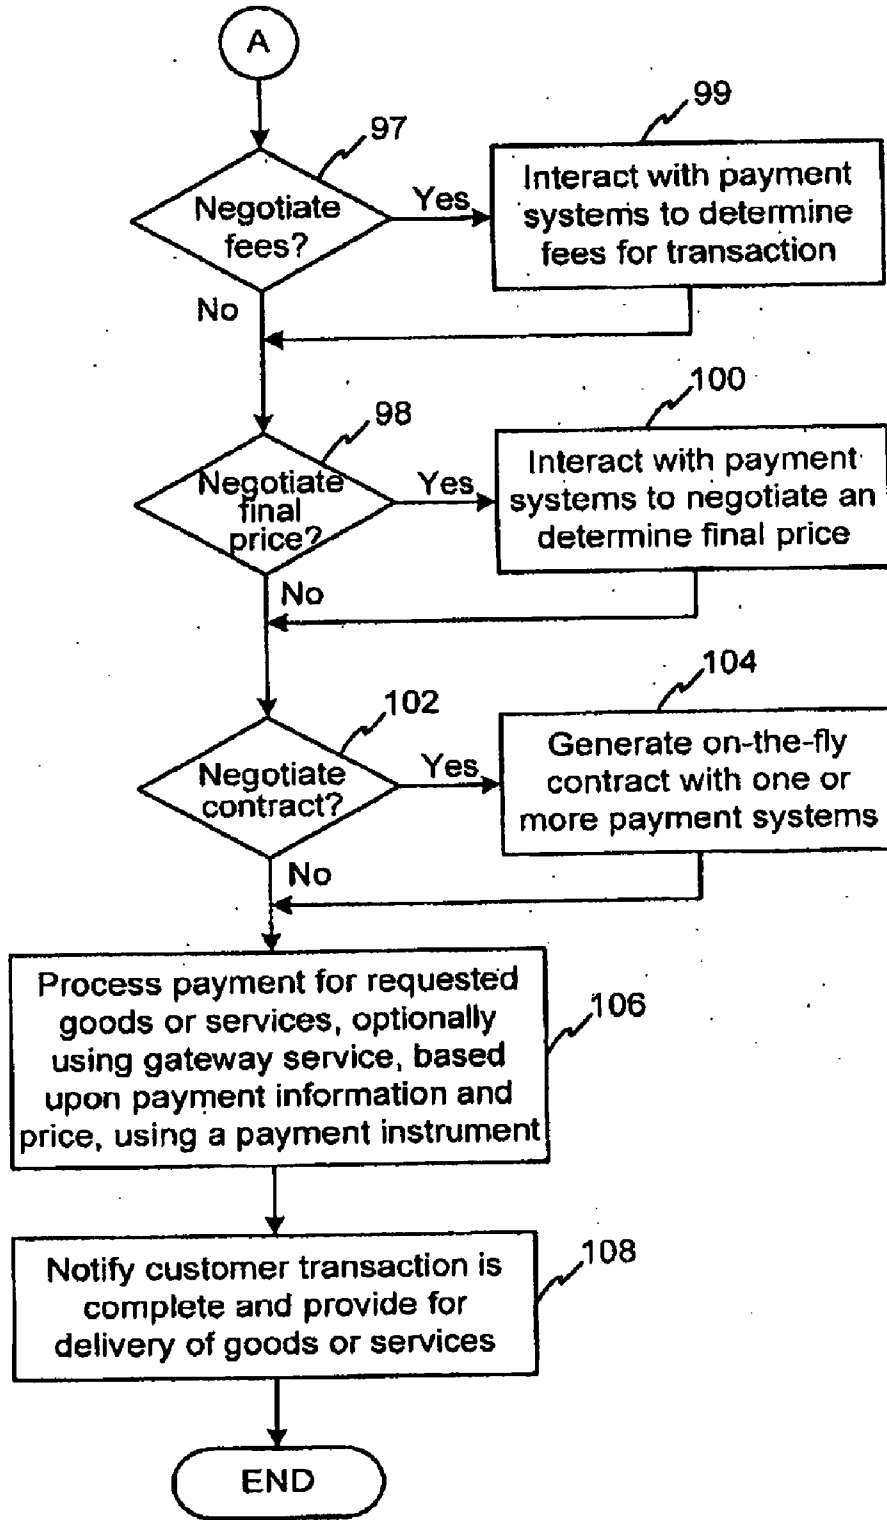 A
97
Negotiate
fees?
Yes
No
99
Interact with payment
systems to determine
fees for transaction
98
Negotiate
final
price?
Yes
No
100
Interact with payment
systems to negotiate an
determine final price
102
Negotiate
contract?
Yes
No
104
Generate on-the-fly
contract with one or
more payment systems
Process payment for requested
goods or services, optionally
using gateway service, based
upon payment information and
price, using a payment instrument
106
Notify customer transaction is
complete and provide for
delivery of goods or services
108
END